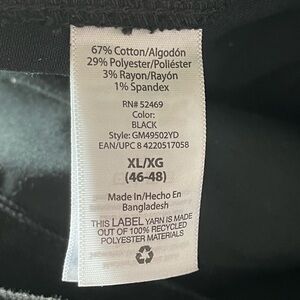 67% Cotton/Algodón
29% Polyester/Poliéster
3% Rayon/Rayón
1% Spandex
RN# 52469
Color:
BLACK
Style: GM49502YD
EAN/UPC 8 4220517058
XL/XG
(46-48)
Made In/Hecho En
Bangladesh
THIS LABEL YARN IS MADE
OUT OF 100% RECYCLED
POLYESTER MATERIALS